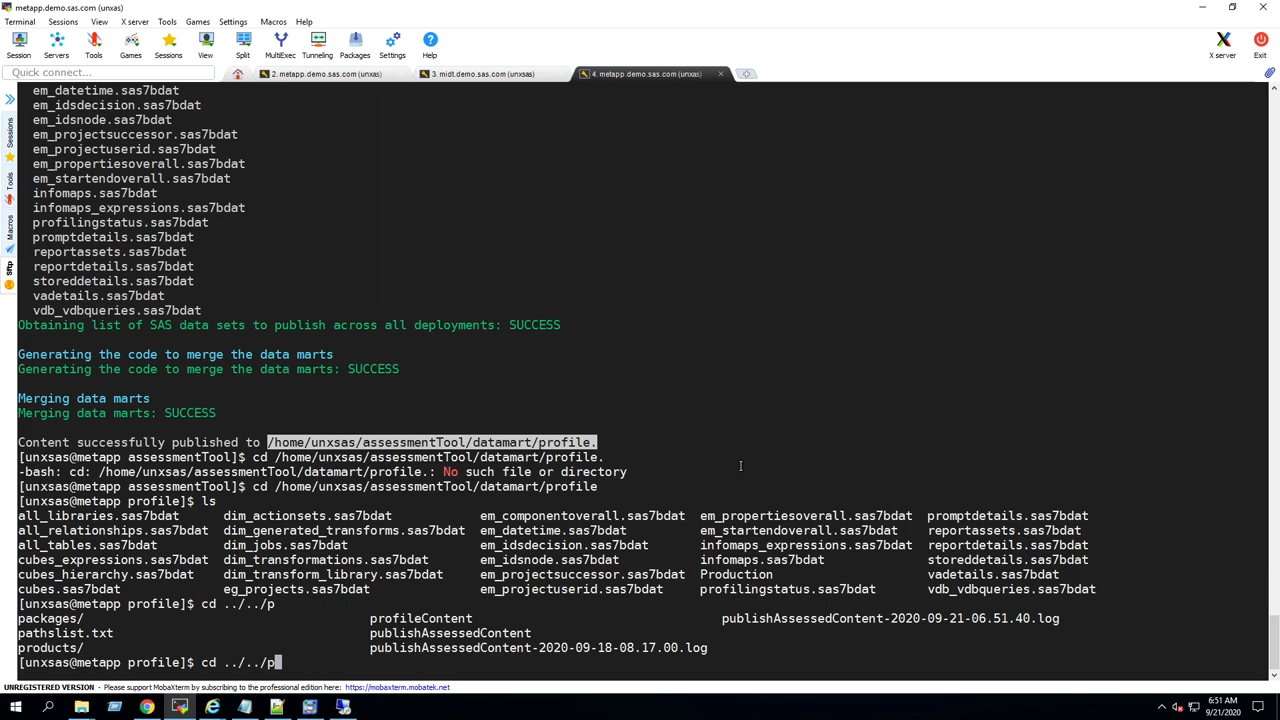 metapp.demo.sas.com (unxsas)
Terminal Sessions View X server Tools Games Settings Macros Help
Session Servers Tools Games Sessions View Split MultiExec Tunneling Packages Settings Help X server Exit
Quick connect... 2. metapp.demo.sas.com (unxsas) 3. midt.demo.sas.com (unxsas) 4. metapp.demo.sas.com (unxsas)
Sessions
Tools
Macros
Sftp
em_datetime.sas7bdat
em_idsdecision.sas7bdat
em_idsnode.sas7bdat
em_projectsuccessor.sas7bdat
em_projectuserid.sas7bdat
em_propertiesoverall.sas7bdat
em_startendoverall.sas7bdat
infomaps.sas7bdat
infomaps_expressions.sas7bdat
profilingstatus.sas7bdat
promptdetails.sas7bdat
reportassets.sas7bdat
reportdetails.sas7bdat
storeddetails.sas7bdat
vadetails.sas7bdat
vdb_vdbqueries.sas7bdat
Obtaining list of SAS data sets to publish across all deployments: SUCCESS
Generating the code to merge the data marts
Generating the code to merge the data marts: SUCCESS
Merging data marts
Merging data marts: SUCCESS
Content successfully published to /home/unxsas/assessmentTool/datamart/profile.
[unxsas@metapp assessmentTool]$ cd /home/unxsas/assessmentTool/datamart/profile.
-bash: cd: /home/unxsas/assessmentTool/datamart/profile.: No such file or directory
[unxsas@metapp assessmentTool]$ cd /home/unxsas/assessmentTool/datamart/profile
[unxsas@metapp profile]$ ls
all_libraries.sas7bdat dim_actionsets.sas7bdat em_componentoverall.sas7bdat em_propertiesoverall.sas7bdat promptdetails.sas7bdat
all_relationships.sas7bdat dim_generated_transforms.sas7bdat em_datetime.sas7bdat em_startendoverall.sas7bdat reportassets.sas7bdat
all_tables.sas7bdat dim_jobs.sas7bdat em_idsdecision.sas7bdat infomaps_expressions.sas7bdat reportdetails.sas7bdat
cubes_expressions.sas7bdat dim_transformations.sas7bdat em_idsnode.sas7bdat infomaps.sas7bdat storeddetails.sas7bdat
cubes_hierarchy.sas7bdat dim_transform_library.sas7bdat em_projectsuccessor.sas7bdat Production vadetails.sas7bdat
cubes.sas7bdat eg_projects.sas7bdat em_projectuserid.sas7bdat profilingstatus.sas7bdat vdb_vdbqueries.sas7bdat
[unxsas@metapp profile]$ cd ../../p
packages/ profileContent publishAssessedContent-2020-09-21-06.51.40.log
pathslist.txt publishAssessedContent
products/ publishAssessedContent-2020-09-18-08.17.00.log
[unxsas@metapp profile]$ cd ../../p
UNREGISTERED VERSION - Please support MobaXterm by subscribing to the professional edition here: https://mobaxterm.mobatek.net
6:51 AM
9/21/2020